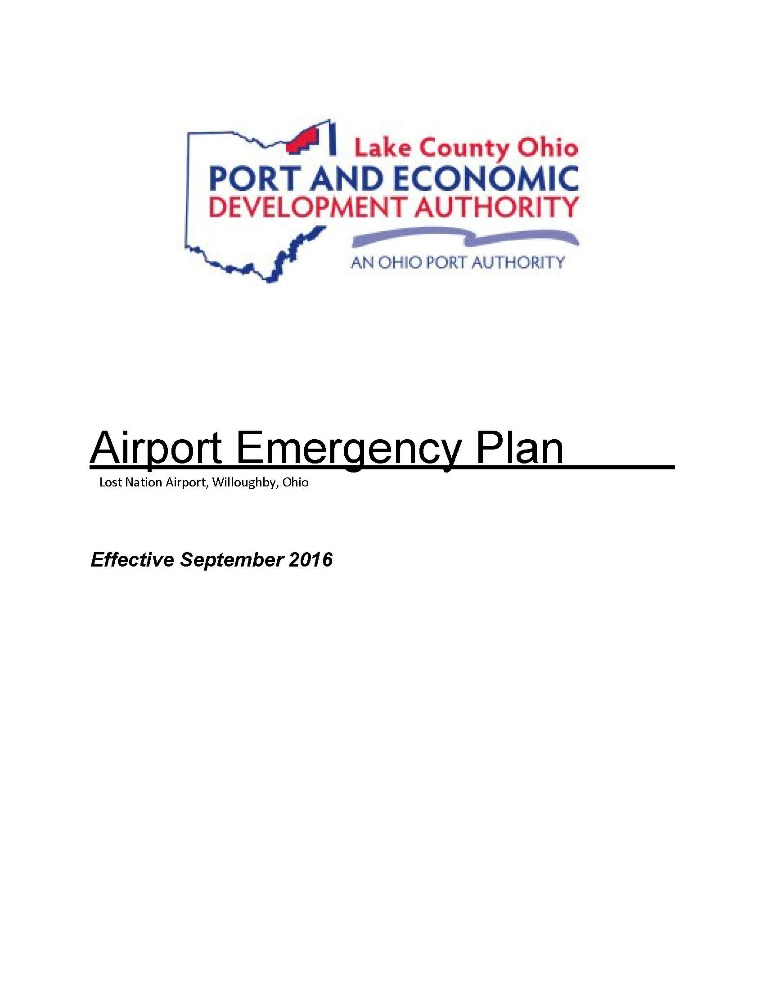 Lake County Ohio
PORT AND ECONOMIC
DEVELOPMENT AUTHORITY
AN OHIO PORT AUTHORITY
Airport Emergency Plan
Lost Nation Airport, Willoughby, Ohio
Effective September 2016